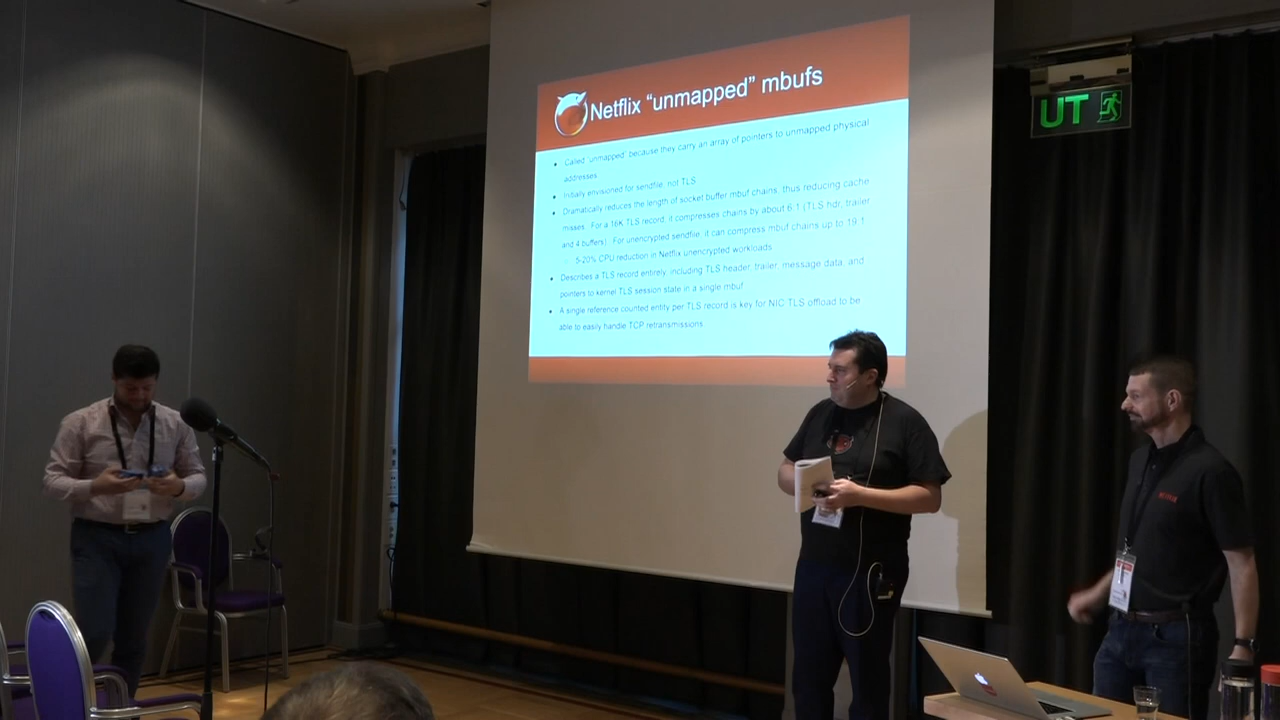 Netflix “unmapped” mbufs
Called “unmapped” because they carry an array of pointers to unmapped physical
addresses
Initially envisioned for sendfile, not TLS
Dramatically reduces the length of socket buffer mbuf chains, thus reducing cache
misses. For a 16K TLS record, it compresses chains by about 6:1 (TLS hdr, trailer
and 4 buffers). For unencrypted sendfile, it can compress mbuf chains up to 19:1
5-20% CPU reduction in Netflix unencrypted workloads
Describes a TLS record entirely, including TLS header, trailer, message data, and
pointers to kernel TLS session state in a single mbuf
A single reference counted entity per TLS record is key for NIC TLS offload to be
able to easily handle TCP retransmissions
UT